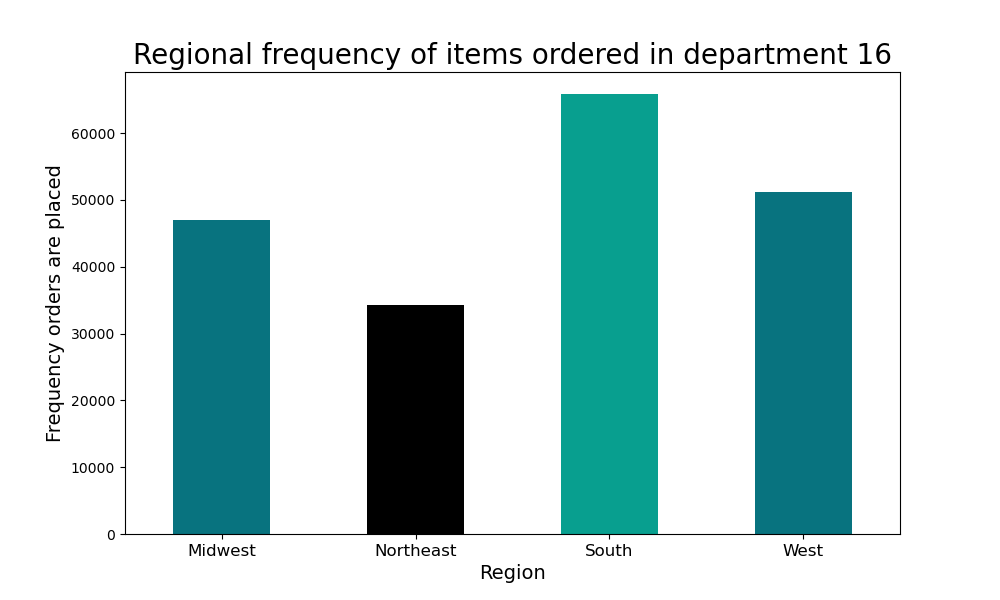 Regional frequency of items ordered in department 16
Frequency orders are placed
60000
50000
40000
30000
20000
10000
0
Midwest Northeast South West
Region